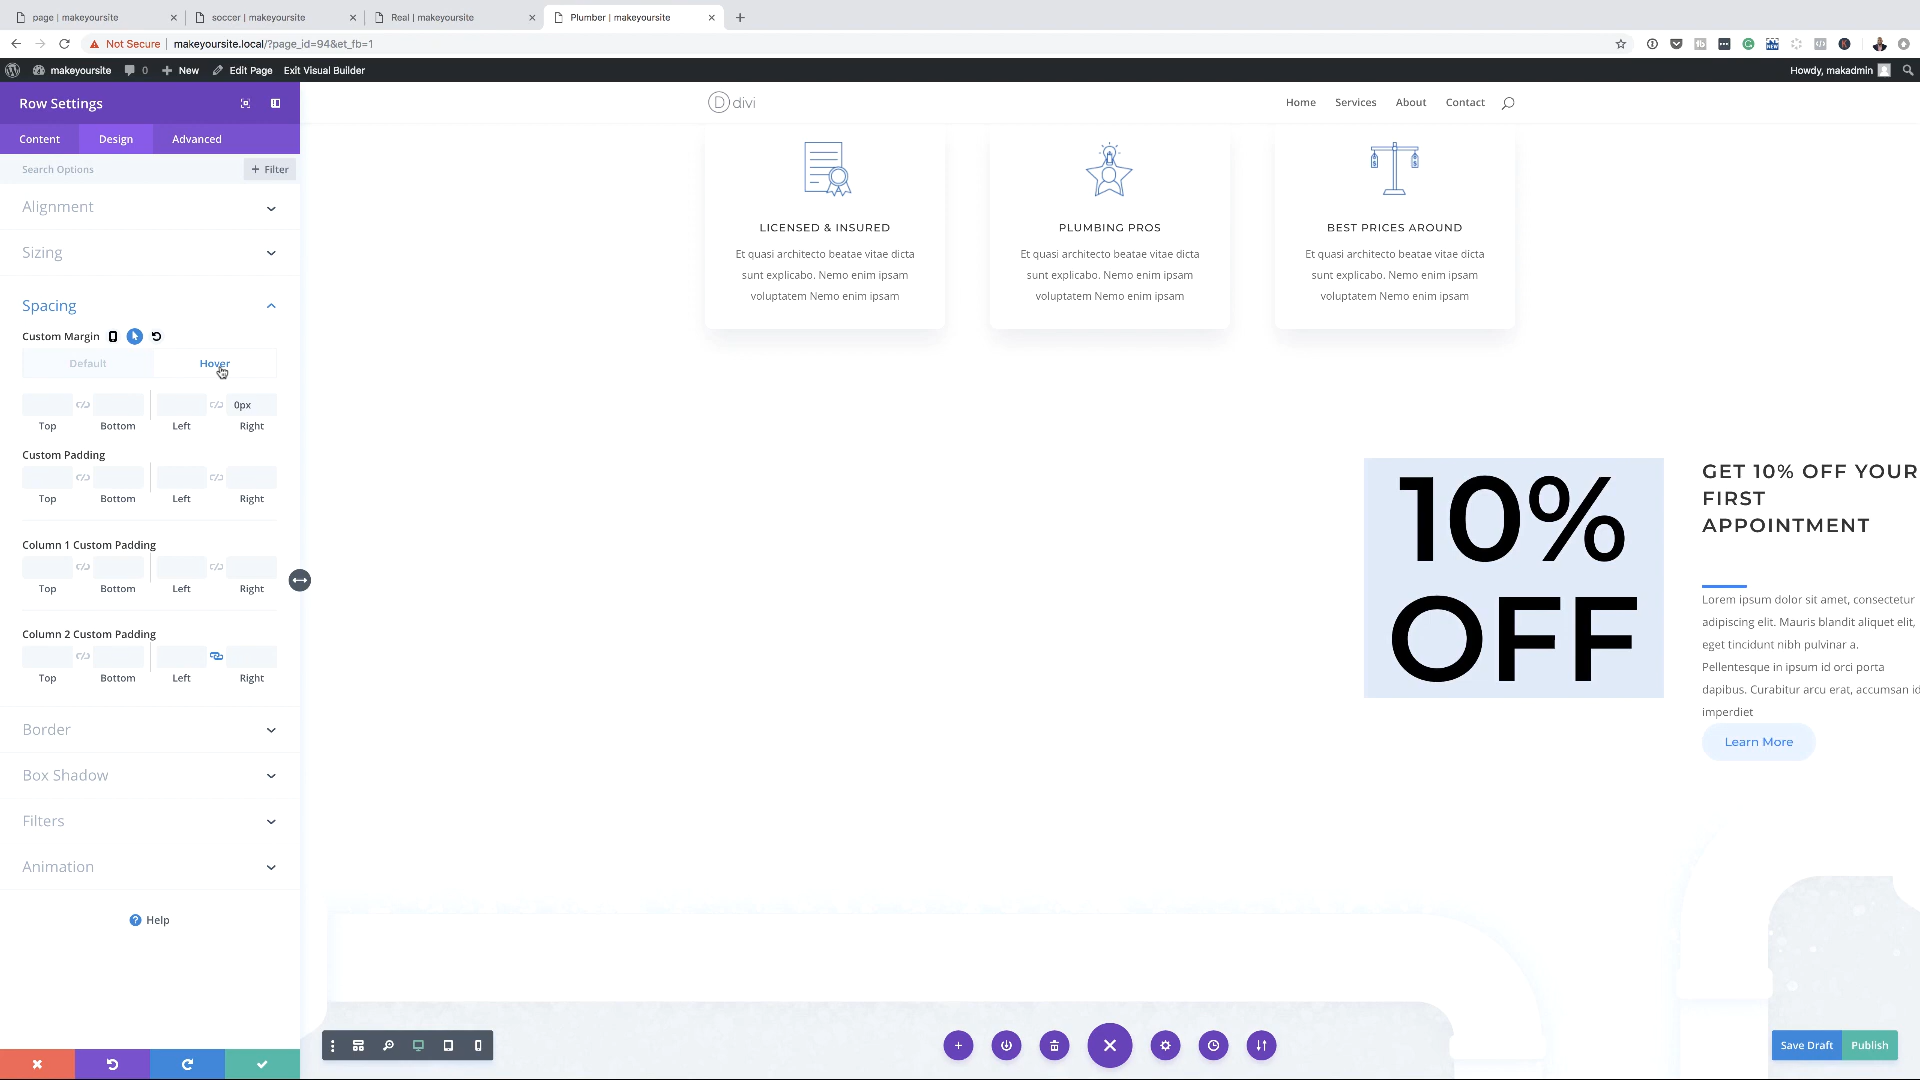 page | makeyoursite
soccer | makeyoursite
Real | makeyoursite
Plumber | makeyoursite
Not Secure
makeyoursite.local/?page_id=94&et_fb=1
makeyoursite
0
New
Edit Page
Exit Visual Builder
Howdy, makadmin
Row Settings
Content
Design
Advanced
Search Options
+ Filter
Alignment
Sizing
Spacing
Custom Margin
Default
Hover
0px
Top
Bottom
Left
Right
Custom Padding
Top
Bottom
Left
Right
Column 1 Custom Padding
Top
Bottom
Left
Right
Column 2 Custom Padding
Top
Bottom
Left
Right
Border
Box Shadow
Filters
Animation
Help
D divi
Home
Services
About
Contact
LICENSED & INSURED
Et quasi architecto beatae vitae dicta
sunt explicabo. Nemo enim ipsam
voluptatem Nemo enim ipsam
PLUMBING PROS
Et quasi architecto beatae vitae dicta
sunt explicabo. Nemo enim ipsam
voluptatem Nemo enim ipsam
BEST PRICES AROUND
Et quasi architecto beatae vitae dicta
sunt explicabo. Nemo enim ipsam
voluptatem Nemo enim ipsam
10%
OFF
GET 10% OFF YOUR
FIRST
APPOINTMENT
Lorem ipsum dolor sit amet, consectetur
adipiscing elit. Mauris blandit aliquet elit,
eget tincidunt nibh pulvinar a.
Pellentesque in ipsum id orci porta
dapibus. Curabitur arcu erat, accumsan id
imperdiet
Learn More
Save Draft
Publish